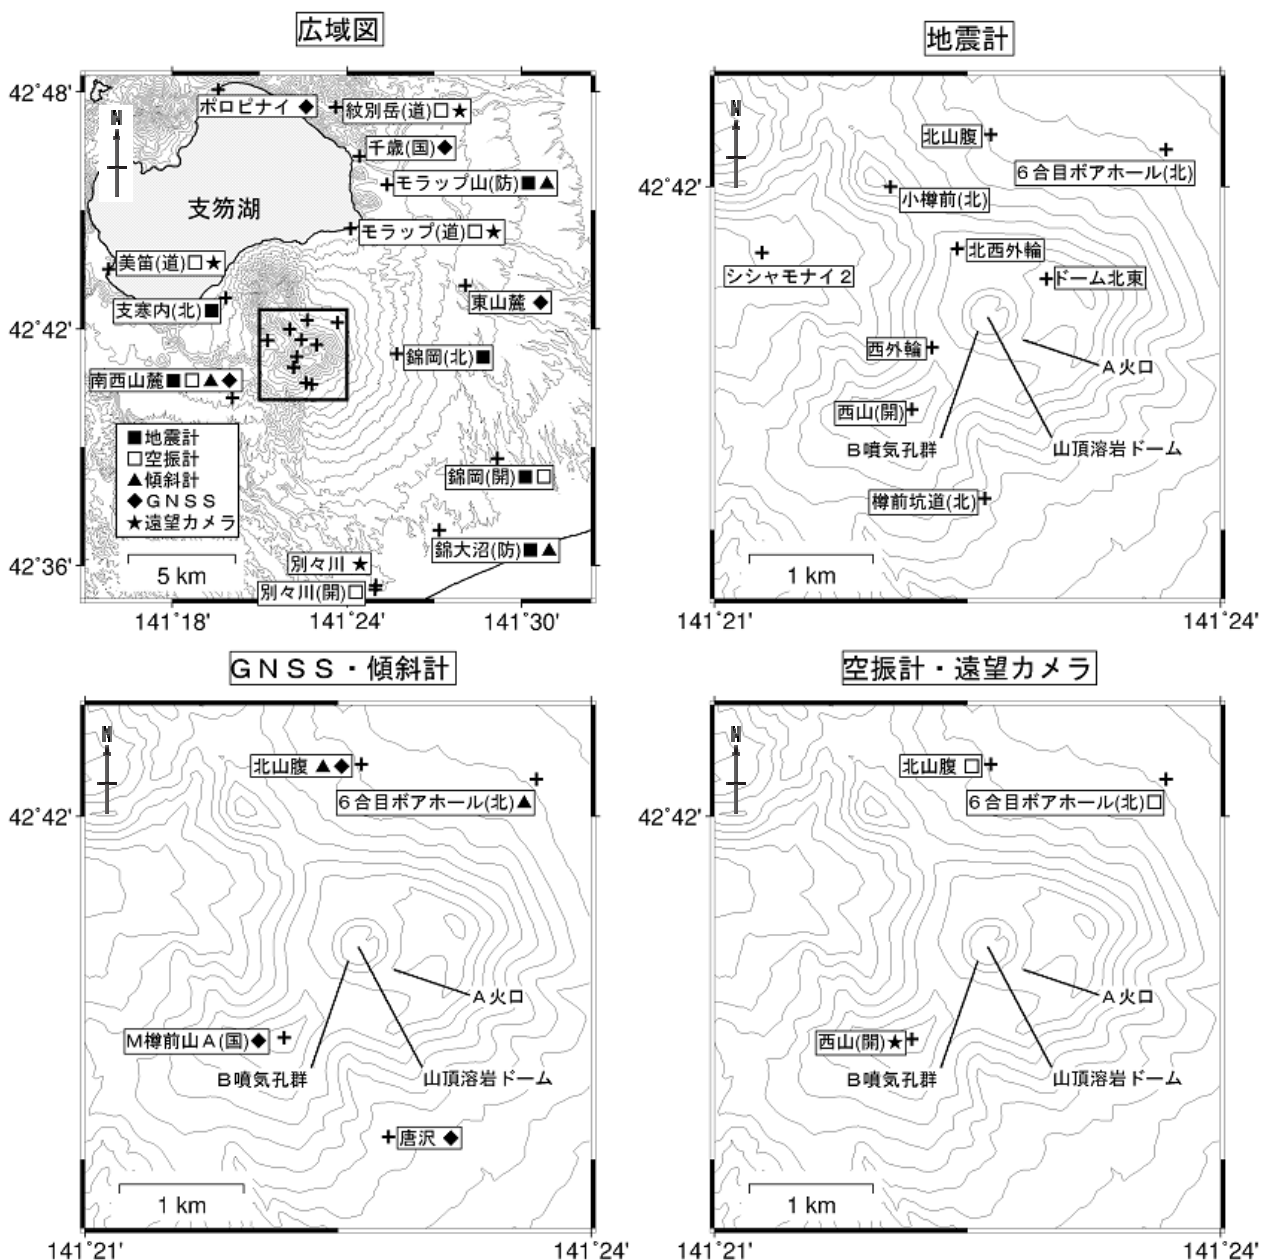 広域図
42°48'
42°42'
42°36'
141°18'
141°24'
141°30'
N
ポロピナイ ◆
紋別岳(道)□★
千歳(国)◆
モラップ山(防)■▲
支笏湖
モラップ(道)□★
美笛(道)□★
支寒内(北)■
東山麓 ◆
錦岡(北)■
南西山麓■□▲◆
■地震計
□空振計
▲傾斜計
◆GNSS
★遠望カメラ
錦岡(開)■□
錦大沼(防)■▲
別々川 ★
別々川(開)□
5 km
地震計
42°42'
141°21'
141°24'
N
北山腹
6合目ボアホール(北)
小樽前(北)
北西外輪
シシャモナイ2
ドーム北東
西外輪
A火口
西山(開)
B噴気孔群
山頂溶岩ドーム
樽前坑道(北)
1 km
GNSS・傾斜計
42°42'
141°21'
141°24'
N
北山腹 ▲◆
6合目ボアホール(北)▲
A火口
M樽前山A(国)◆
B噴気孔群
山頂溶岩ドーム
唐沢 ◆
1 km
空振計・遠望カメラ
42°42'
141°21'
141°24'
N
北山腹 □
6合目ボアホール(北)□
A火口
西山(開)★
B噴気孔群
山頂溶岩ドーム
1 km